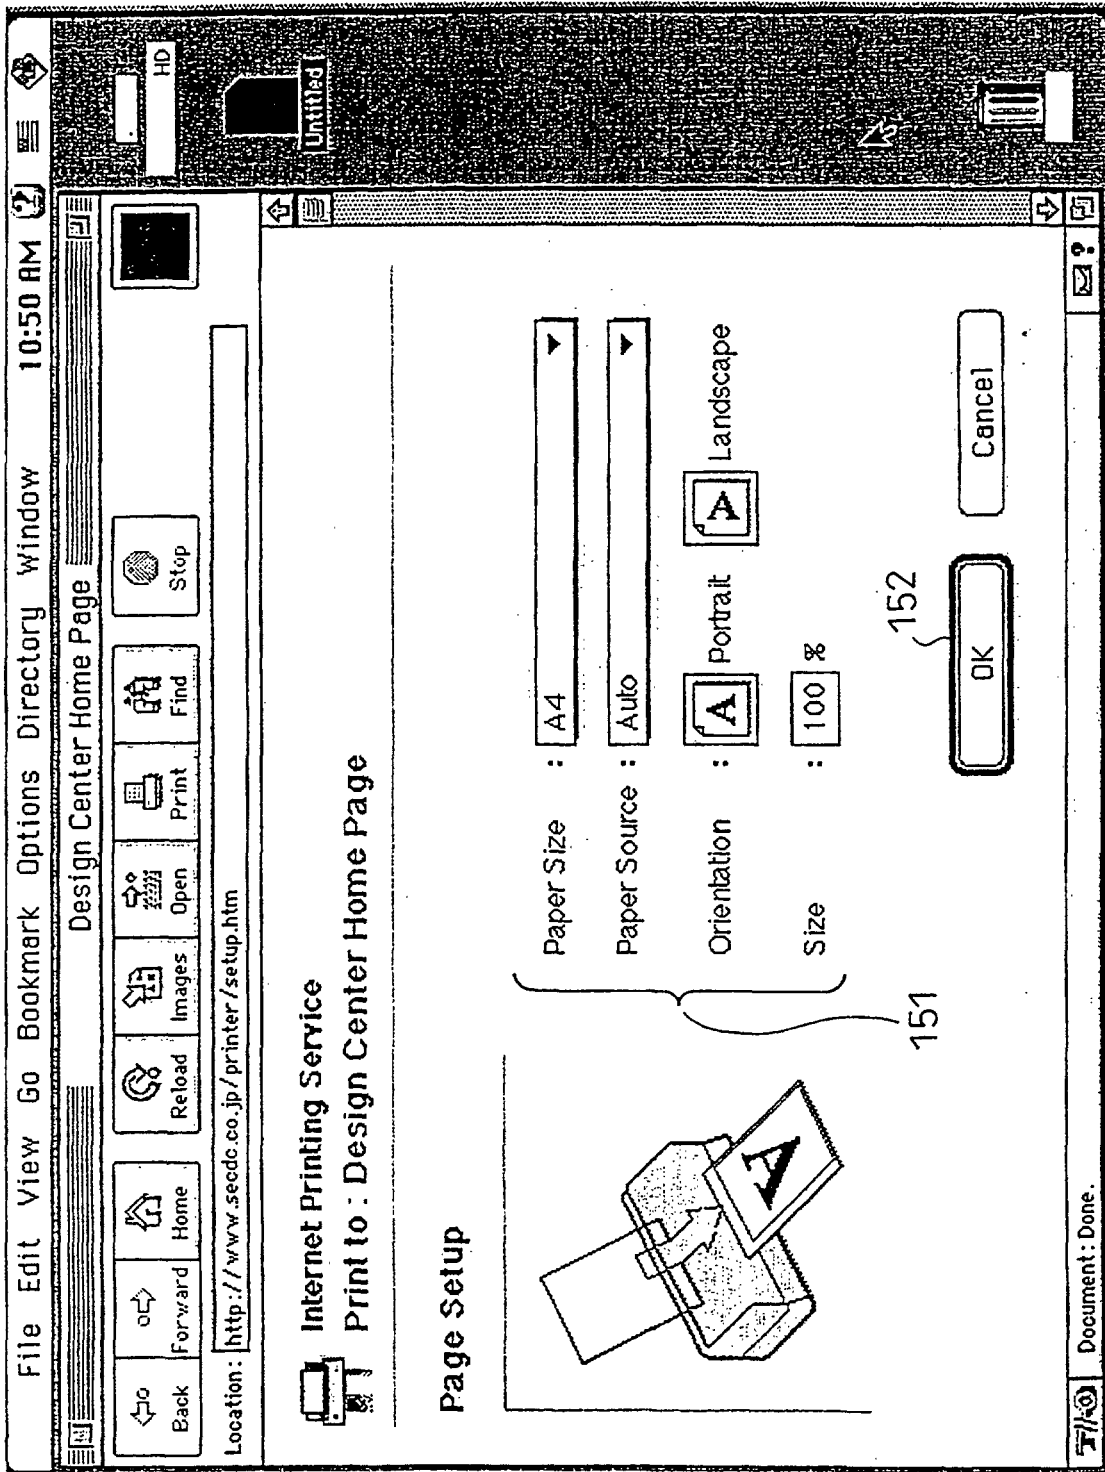 File Edit View Go Bookmark Options Directory Window 10:50 AM ?
Design Center Home Page
Back Forward Home Reload Images Open Print Find Stop
Location: http://www.secdc.co.jp/printer/setup.htm
HD
Untitled
Internet Printing Service
Print to : Design Center Home Page
Page Setup
Paper Size : A4
Paper Source : Auto
Orientation : A Portrait A Landscape
Size : 100 %
A
151
152
OK Cancel
Document: Done. ?